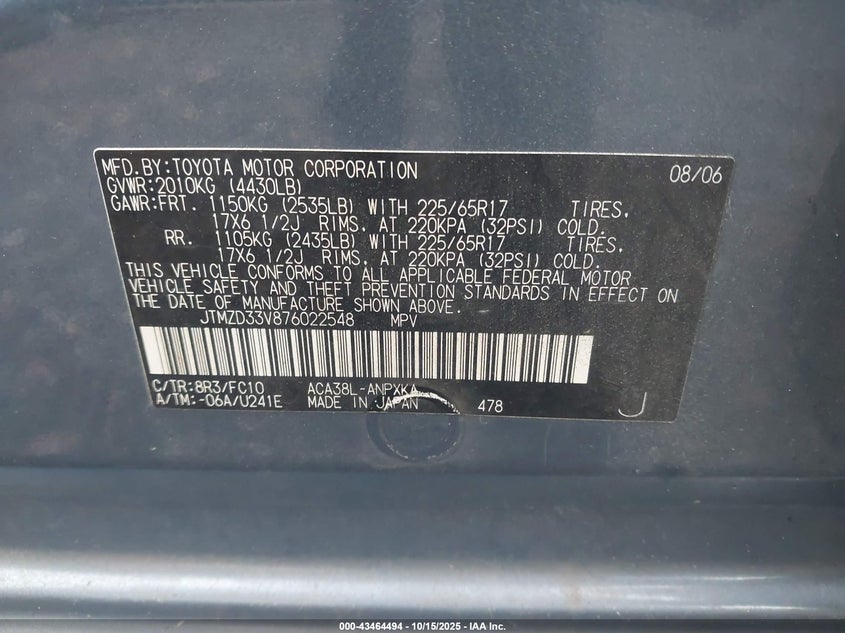 MFD.BY:TOYOTA MOTOR CORPORATION 08/06
GVWR:2010KG (4430LB)
GAWR:FRT. 1150KG (2535LB) WITH 225/65R17 TIRES,
17X6 1/2J RIMS, AT 220KPA (32PSI) COLD.
RR. 1105KG (2435LB) WITH 225/65R17 TIRES,
17X6 1/2J RIMS, AT 220KPA (32PSI) COLD.
THIS VEHICLE CONFORMS TO ALL APPLICABLE FEDERAL MOTOR
VEHICLE SAFETY AND THEFT PREVENTION STANDARDS IN EFFECT ON
THE DATE OF MANUFACTURE SHOWN ABOVE.
JTMZD33V876022548 MPV
C/TR:8R3/FC10 ACA38L-ANPXKA
A/TM:-06A/U241E MADE IN JAPAN 478 J
000-43464494 - 10/15/2025 - IAA Inc.